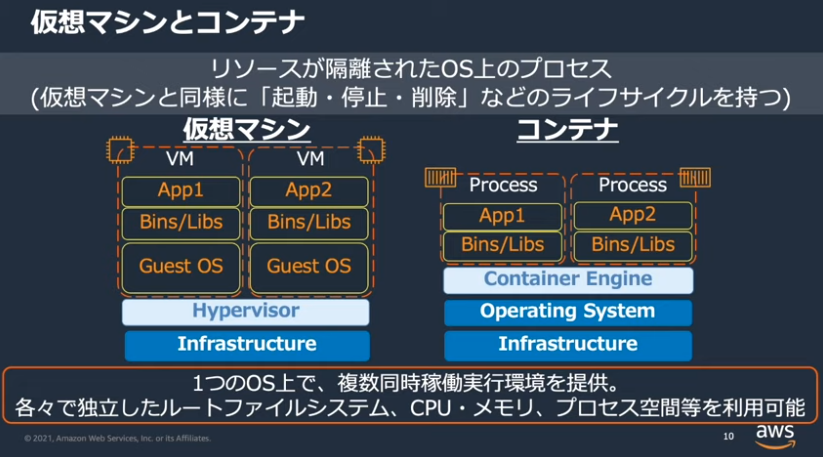 仮想マシンとコンテナ
リソースが隔離されたOS上のプロセス
(仮想マシンと同様に「起動・停止・削除」などのライフサイクルを持つ)
仮想マシン
VM
VM
App1
App2
Bins/Libs
Bins/Libs
Guest OS
Guest OS
Hypervisor
Infrastructure
コンテナ
Process
Process
App1
App2
Bins/Libs
Bins/Libs
Container Engine
Operating System
Infrastructure
1つのOS上で、複数同時稼働実行環境を提供。
各々で独立したルートファイルシステム、CPU・メモリ、プロセス空間等を利用可能
© 2021, Amazon Web Services, Inc. or its Affiliates.
10
aws